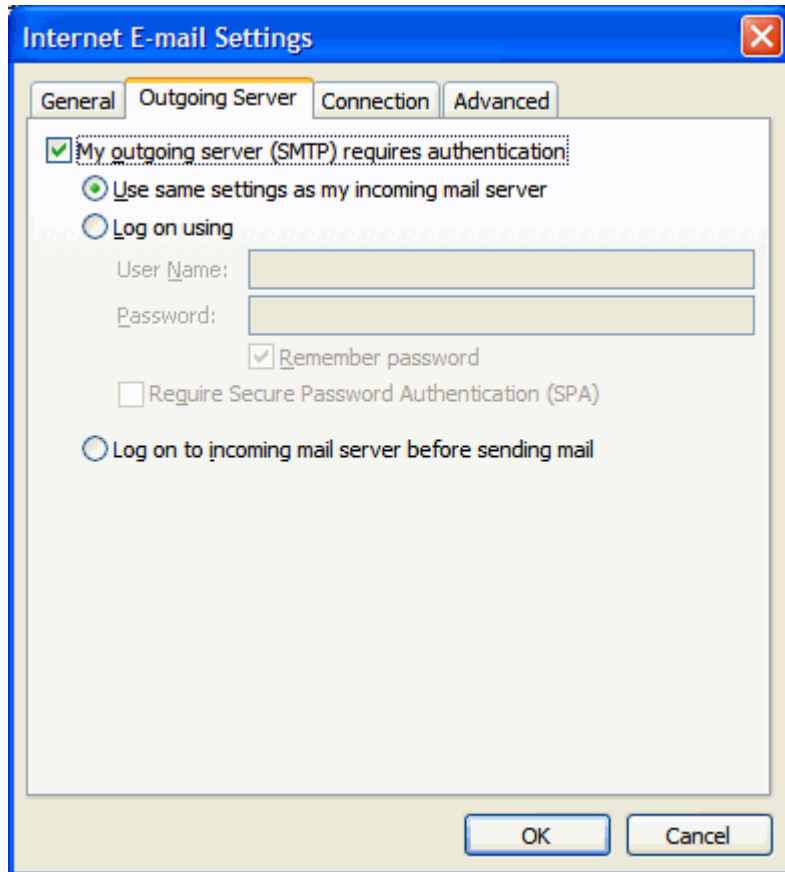 Internet E-mail Settings
General Outgoing Server Connection Advanced
My outgoing server (SMTP) requires authentication
Use same settings as my incoming mail server
Log on using
User Name:
Password:
Remember password
Require Secure Password Authentication (SPA)
Log on to incoming mail server before sending mail
OK Cancel